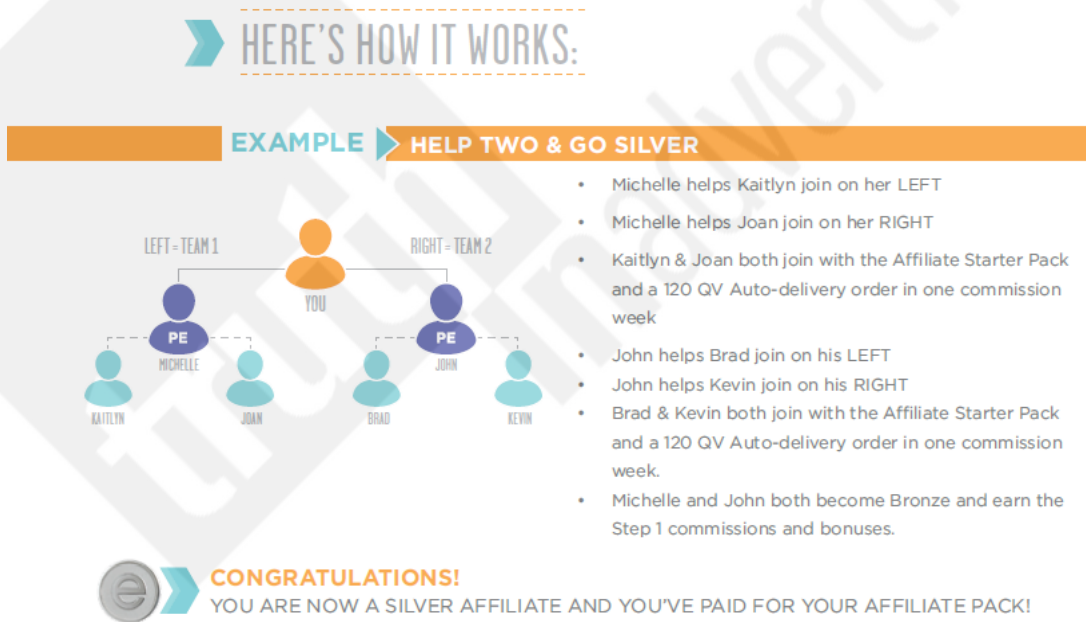 HERE'S HOW IT WORKS:
EXAMPLE HELP TWO & GO SILVER
LEFT = TEAM 1
RIGHT = TEAM 2
YOU
PE
MICHELLE
PE
JOHN
KAITLYN
JOAN
BRAD
KEVIN
• Michelle helps Kaitlyn join on her LEFT
• Michelle helps Joan join on her RIGHT
• Kaitlyn & Joan both join with the Affiliate Starter Pack
and a 120 QV Auto-delivery order in one commission
week
• John helps Brad join on his LEFT
• John helps Kevin join on his RIGHT
• Brad & Kevin both join with the Affiliate Starter Pack
and a 120 QV Auto-delivery order in one commission
week.
• Michelle and John both become Bronze and earn the
Step 1 commissions and bonuses.
e
CONGRATULATIONS!
YOU ARE NOW A SILVER AFFILIATE AND YOU'VE PAID FOR YOUR AFFILIATE PACK!
truth
inadverti